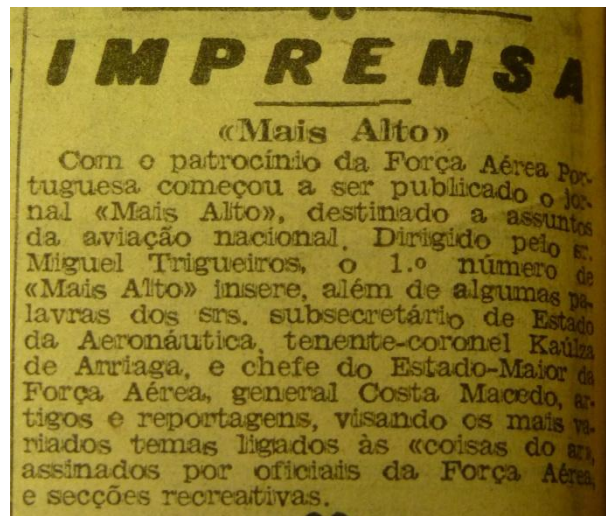 IMPRENSA
«Mais Alto»
Com o patrocínio da Força Aérea Por-
tuguesa começou a ser publicado o jor-
nal «Mais Alto», destinado a assuntos
da aviação nacional. Dirigido pelo sr.
Miguel Trigueiros, o 1.º número de
«Mais Alto» insere, além de algumas pa-
lavras dos srs. subsecretário de Estado
da Aeronáutica, tenente-coronel Kaúlza
de Arriaga, e chefe do Estado-Maior da
Força Aérea, general Costa Macedo, ar-
tigos e reportagens, visando os mais va-
riados temas ligados às «coisas do ar»,
assinados por oficiais da Força Aérea,
e secções recreativas.